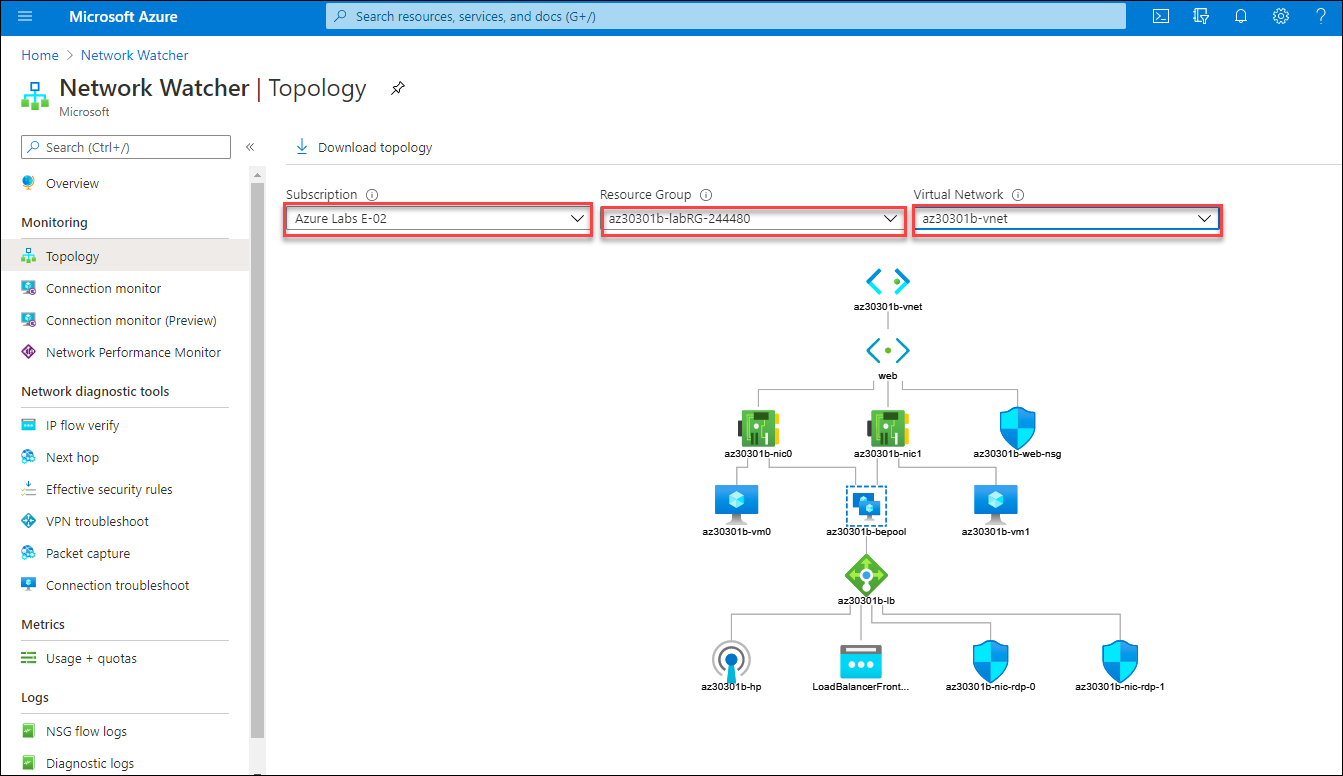 Microsoft Azure
Search resources, services, and docs (G+/)
Home > Network Watcher
Network Watcher | Topology
Microsoft
Search (Ctrl+/)
«
Overview
Monitoring
Topology
Connection monitor
Connection monitor (Preview)
Network Performance Monitor
Network diagnostic tools
IP flow verify
Next hop
Effective security rules
VPN troubleshoot
Packet capture
Connection troubleshoot
Metrics
Usage + quotas
Logs
NSG flow logs
Diagnostic logs
Download topology
Subscription
Resource Group
Virtual Network
Azure Labs E-02
az30301b-labRG-244480
az30301b-vnet
az30301b-vnet
web
az30301b-nic0
az30301b-nic1
az30301b-web-nsg
az30301b-vm0
az30301b-bepool
az30301b-vm1
az30301b-lb
az30301b-hp
LoadBalancerFront...
az30301b-nic-rdp-0
az30301b-nic-rdp-1